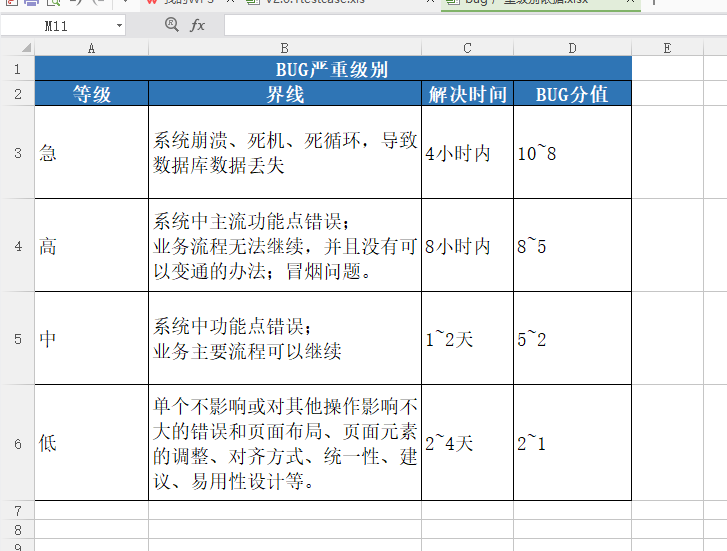 我的WPS
V2.0.1testcase.xls
M11
fx
A B C D E
1 BUG严重级别
2 等级 界线 解决时间 BUG分值
3 急 系统崩溃、死机、死循环，导致
数据库数据丢失 4小时内 10~8
4 高 系统中主流功能点错误；
业务流程无法继续，并且没有可
以变通的办法；冒烟问题。 8小时内 8~5
5 中 系统中功能点错误；
业务主要流程可以继续 1~2天 5~2
6 低 单个不影响或对其他操作影响不
大的错误和页面布局、页面元素
的调整、对齐方式、统一性、建
议、易用性设计等。 2~4天 2~1
7
8
9